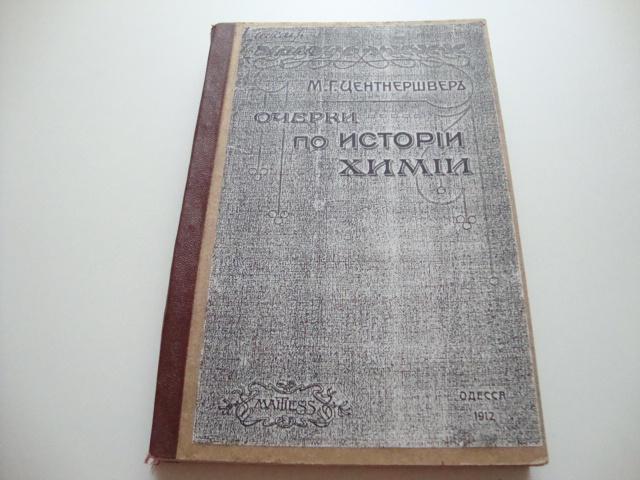 М.Г.ЦЕНТНЕРШВЕРЪ
ОЧЕРКИ
ПО ИСТОРІИ
ХИМІИ
MATHESIS
ОДЕССА
1912